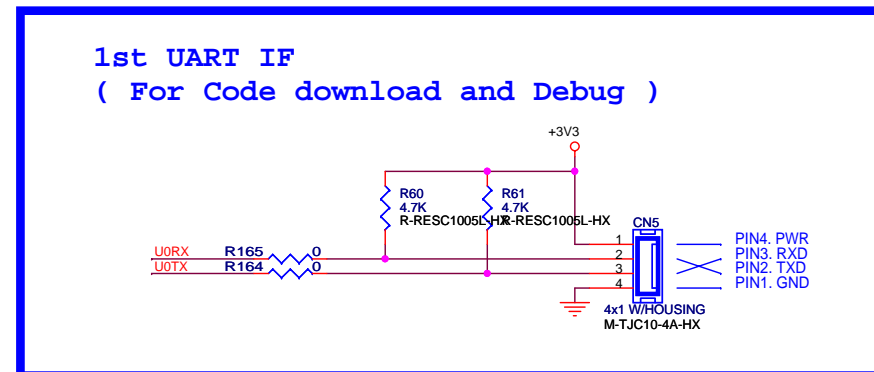 1st UART IF
( For Code download and Debug )
+3V3
R60
4.7K
R-RESC1005L-HX
R61
4.7K
R-RESC1005L-HX
CN5
U0RX
R165
0
U0TX
R164
0
1
2
3
4
PIN4. PWR
PIN3. RXD
PIN2. TXD
PIN1. GND
4x1 W/HOUSING
M-TJC10-4A-HX